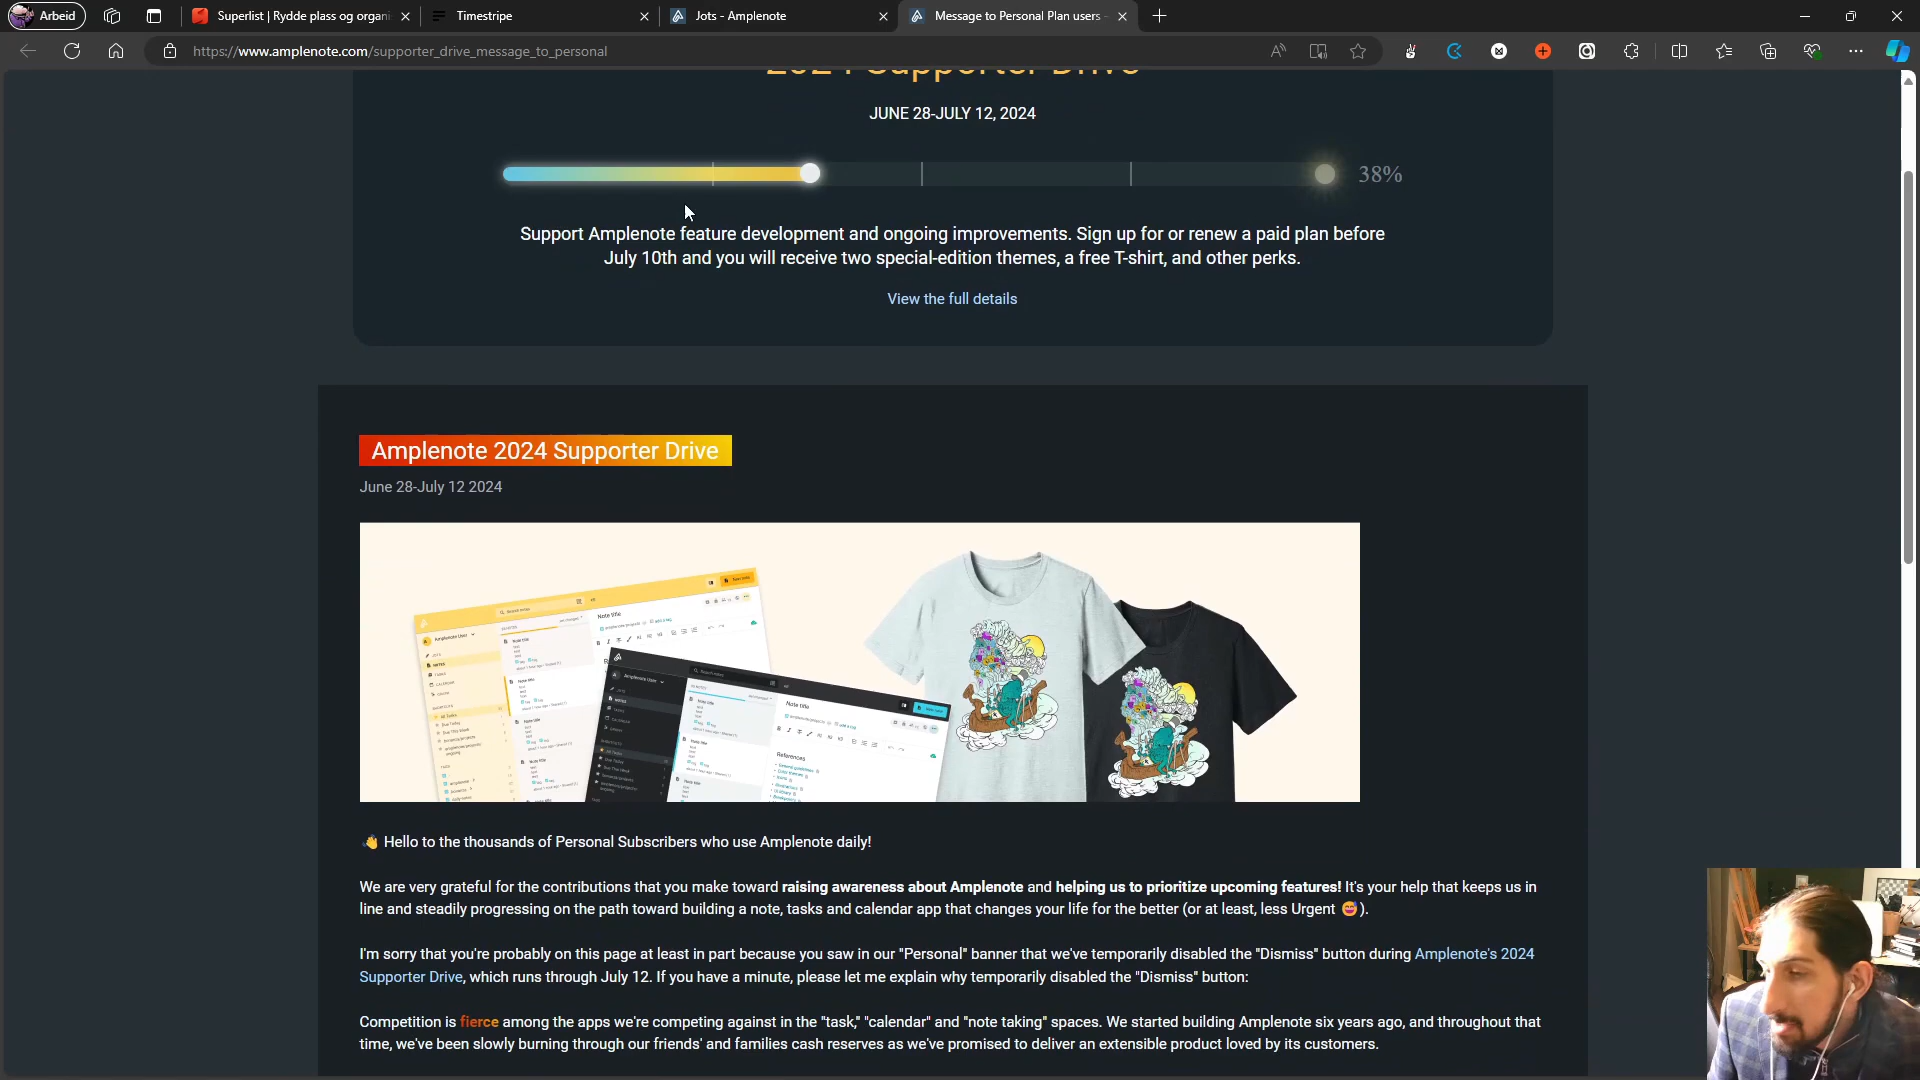 Arbeid
Superlist | Rydde plass og organi
Timestripe
Jots - Amplenote
Message to Personal Plan users -
https://www.amplenote.com/supporter_drive_message_to_personal
2024 Supporter Drive
JUNE 28-JULY 12, 2024
38%
Support Amplenote feature development and ongoing improvements. Sign up for or renew a paid plan before
July 10th and you will receive two special-edition themes, a free T-shirt, and other perks.
View the full details
Amplenote 2024 Supporter Drive
June 28-July 12 2024
Note title
Amplenote User
Note title
References
👋 Hello to the thousands of Personal Subscribers who use Amplenote daily!
We are very grateful for the contributions that you make toward raising awareness about Amplenote and helping us to prioritize upcoming features! It's your help that keeps us in
line and steadily progressing on the path toward building a note, tasks and calendar app that changes your life for the better (or at least, less Urgent 😅).
I'm sorry that you're probably on this page at least in part because you saw in our "Personal" banner that we've temporarily disabled the "Dismiss" button during Amplenote's 2024
Supporter Drive, which runs through July 12. If you have a minute, please let me explain why temporarily disabled the "Dismiss" button:
Competition is fierce among the apps we're competing against in the "task," "calendar" and "note taking" spaces. We started building Amplenote six years ago, and throughout that
time, we've been slowly burning through our friends' and families cash reserves as we've promised to deliver an extensible product loved by its customers.